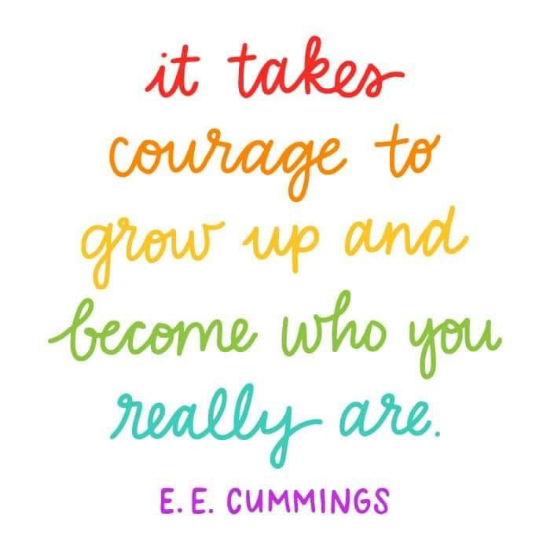 it takes
courage to
grow up and
become who you
really are.
E. E. CUMMINGS